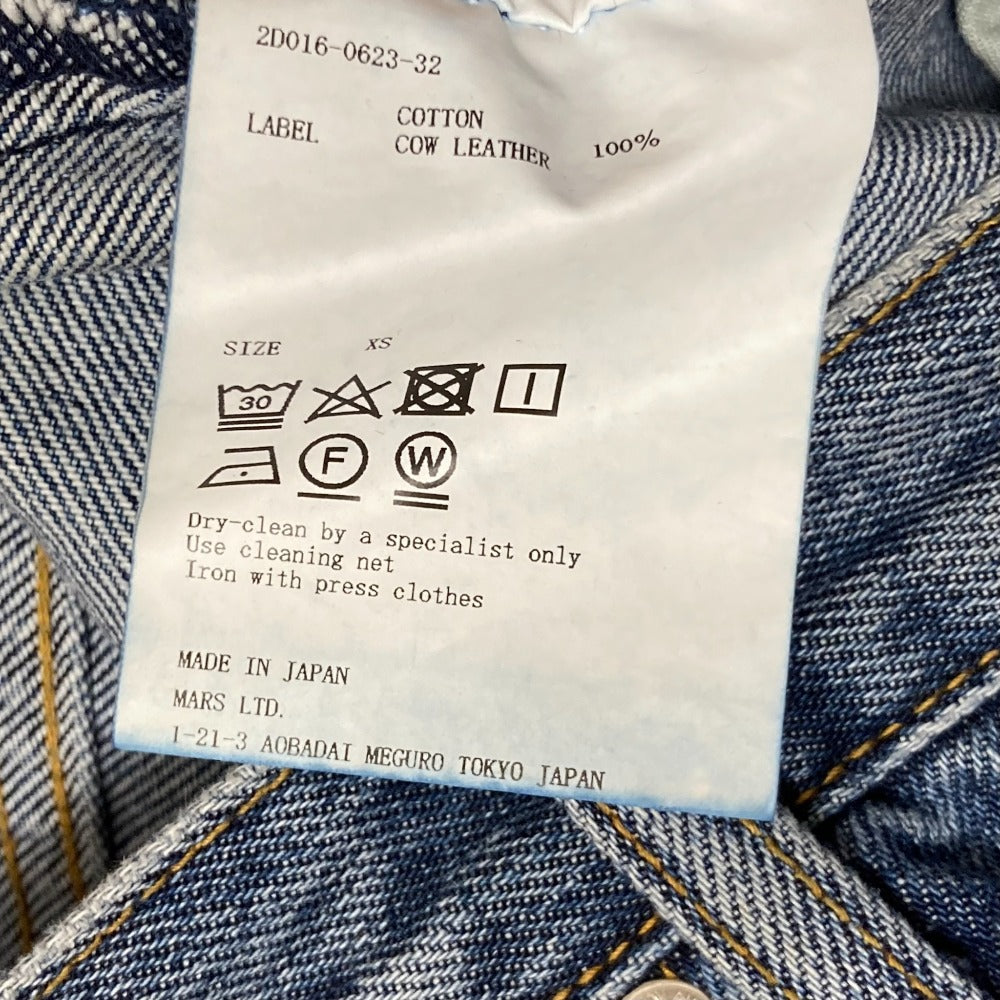 2D016-0623-32
COTTON
LABEL COW LEATHER 100%
SIZE XS
30
F W
Dry-clean by a specialist only
Use cleaning net
Iron with press clothes
MADE IN JAPAN
MARS LTD.
1-21-3 AOBADAI MEGURO TOKYO JAPAN